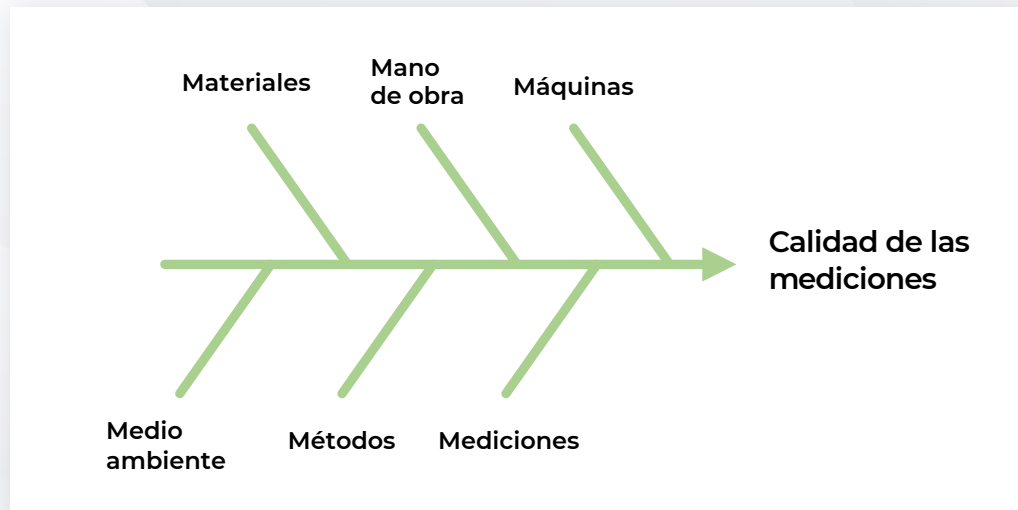 Materiales
Mano
de obra
Máquinas
Calidad de las
mediciones
Medio
ambiente
Métodos
Mediciones